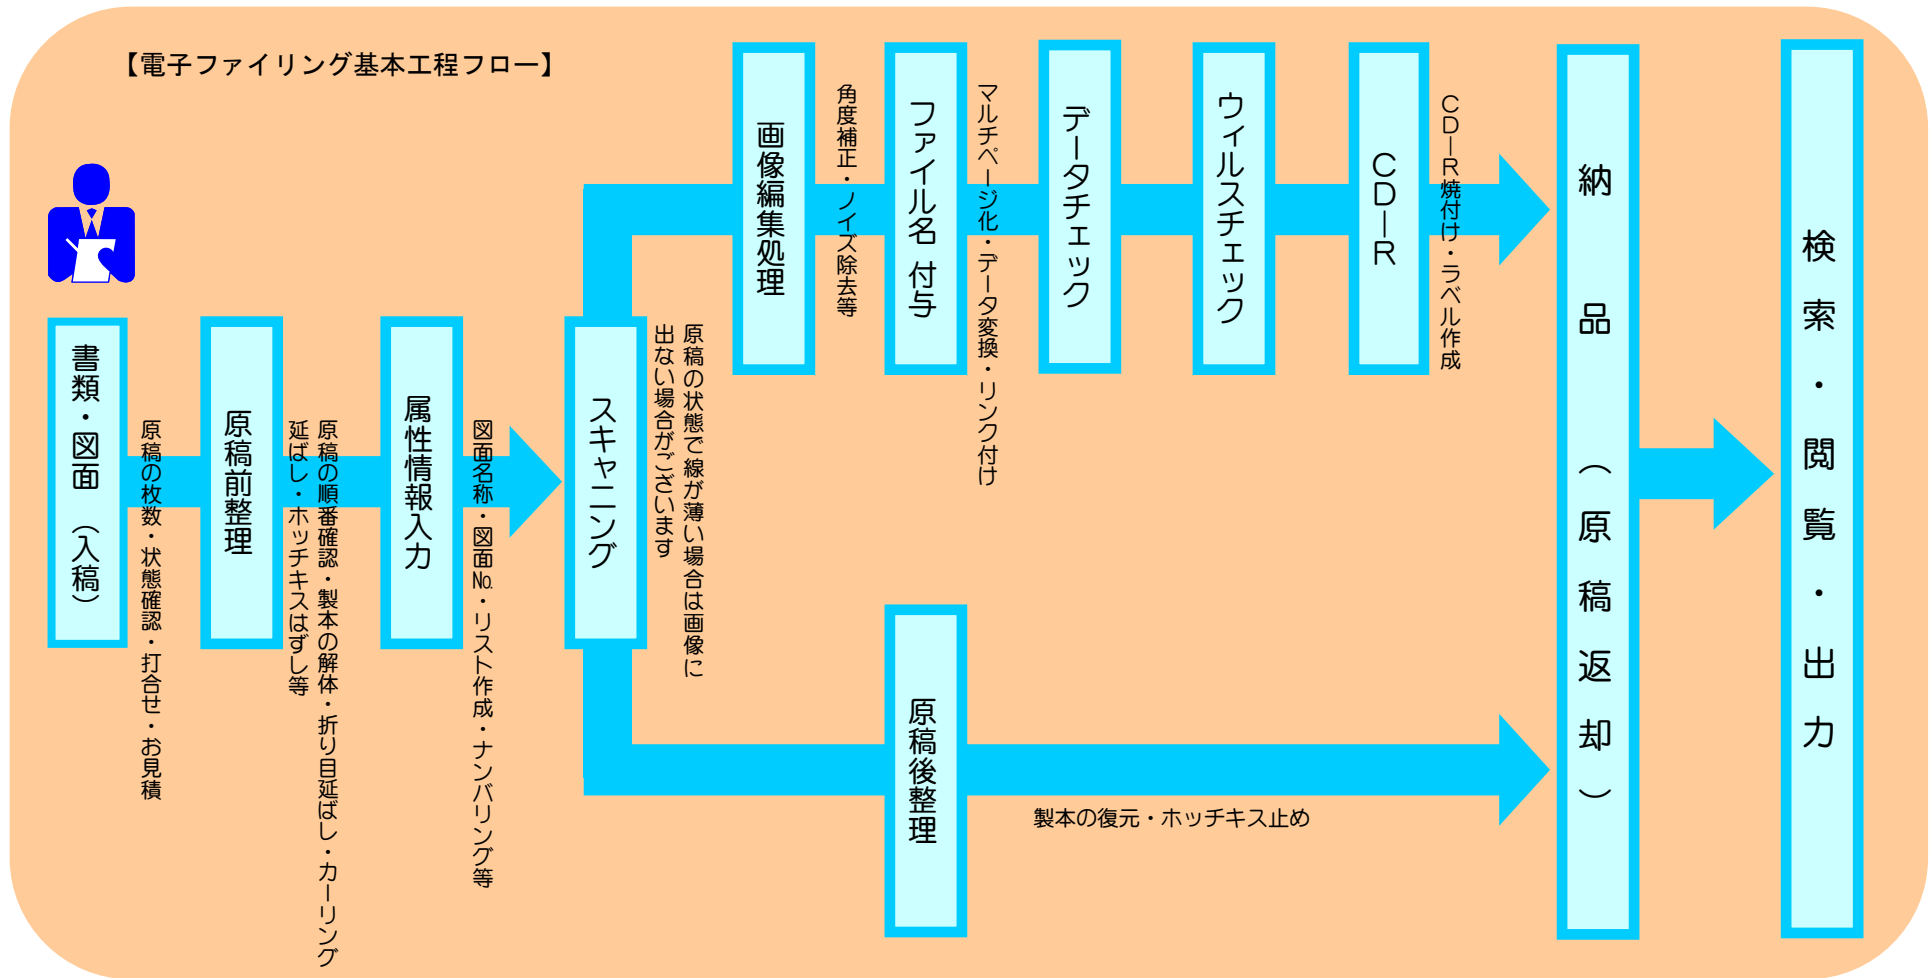 【電子ファイリング基本工程フロー】
書類・図面（入稿）
原稿の枚数・状態確認・打合せ・お見積
原稿前整理
原稿の順番確認・製本の解体・折り目延ばし・カーリング
延ばし・ホッチキスはずし等
属性情報入力
図面名称・図面№・リスト作成・ナンバリング等
スキャニング
原稿の状態で線が薄い場合は画像に
出ない場合がございます
画像編集処理
角度補正・ノイズ除去等
ファイル名 付与
マルチページ化・データ変換・リンク付け
データチェック
ウィルスチェック
ＣＤ－Ｒ
ＣＤ－Ｒ焼付け・ラベル作成
原稿後整理
製本の復元・ホッチキス止め
納 品 （原稿返却）
検索・閲覧・出力